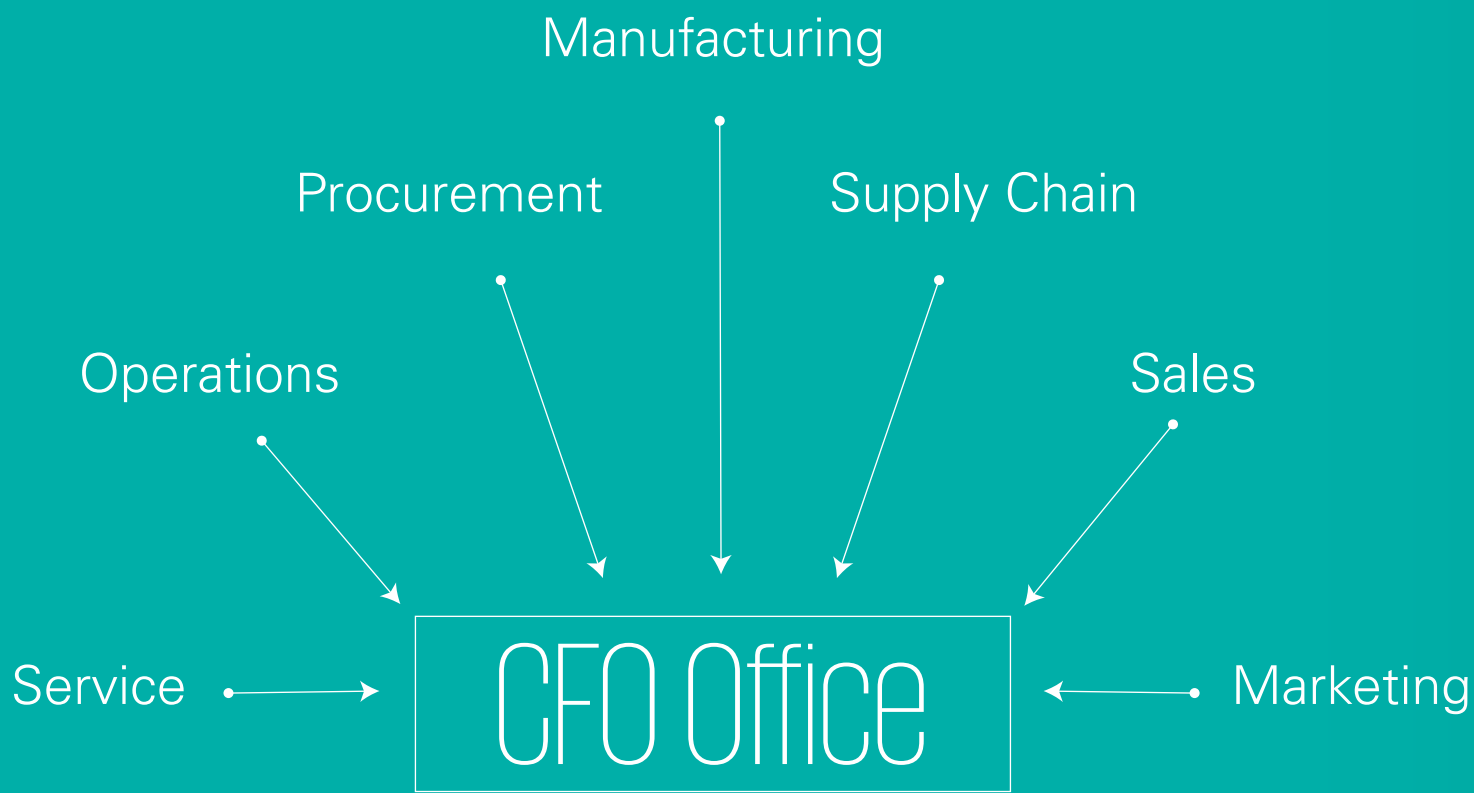 Manufacturing
Procurement
Supply Chain
Operations
Sales
Service
CFO Office
Marketing